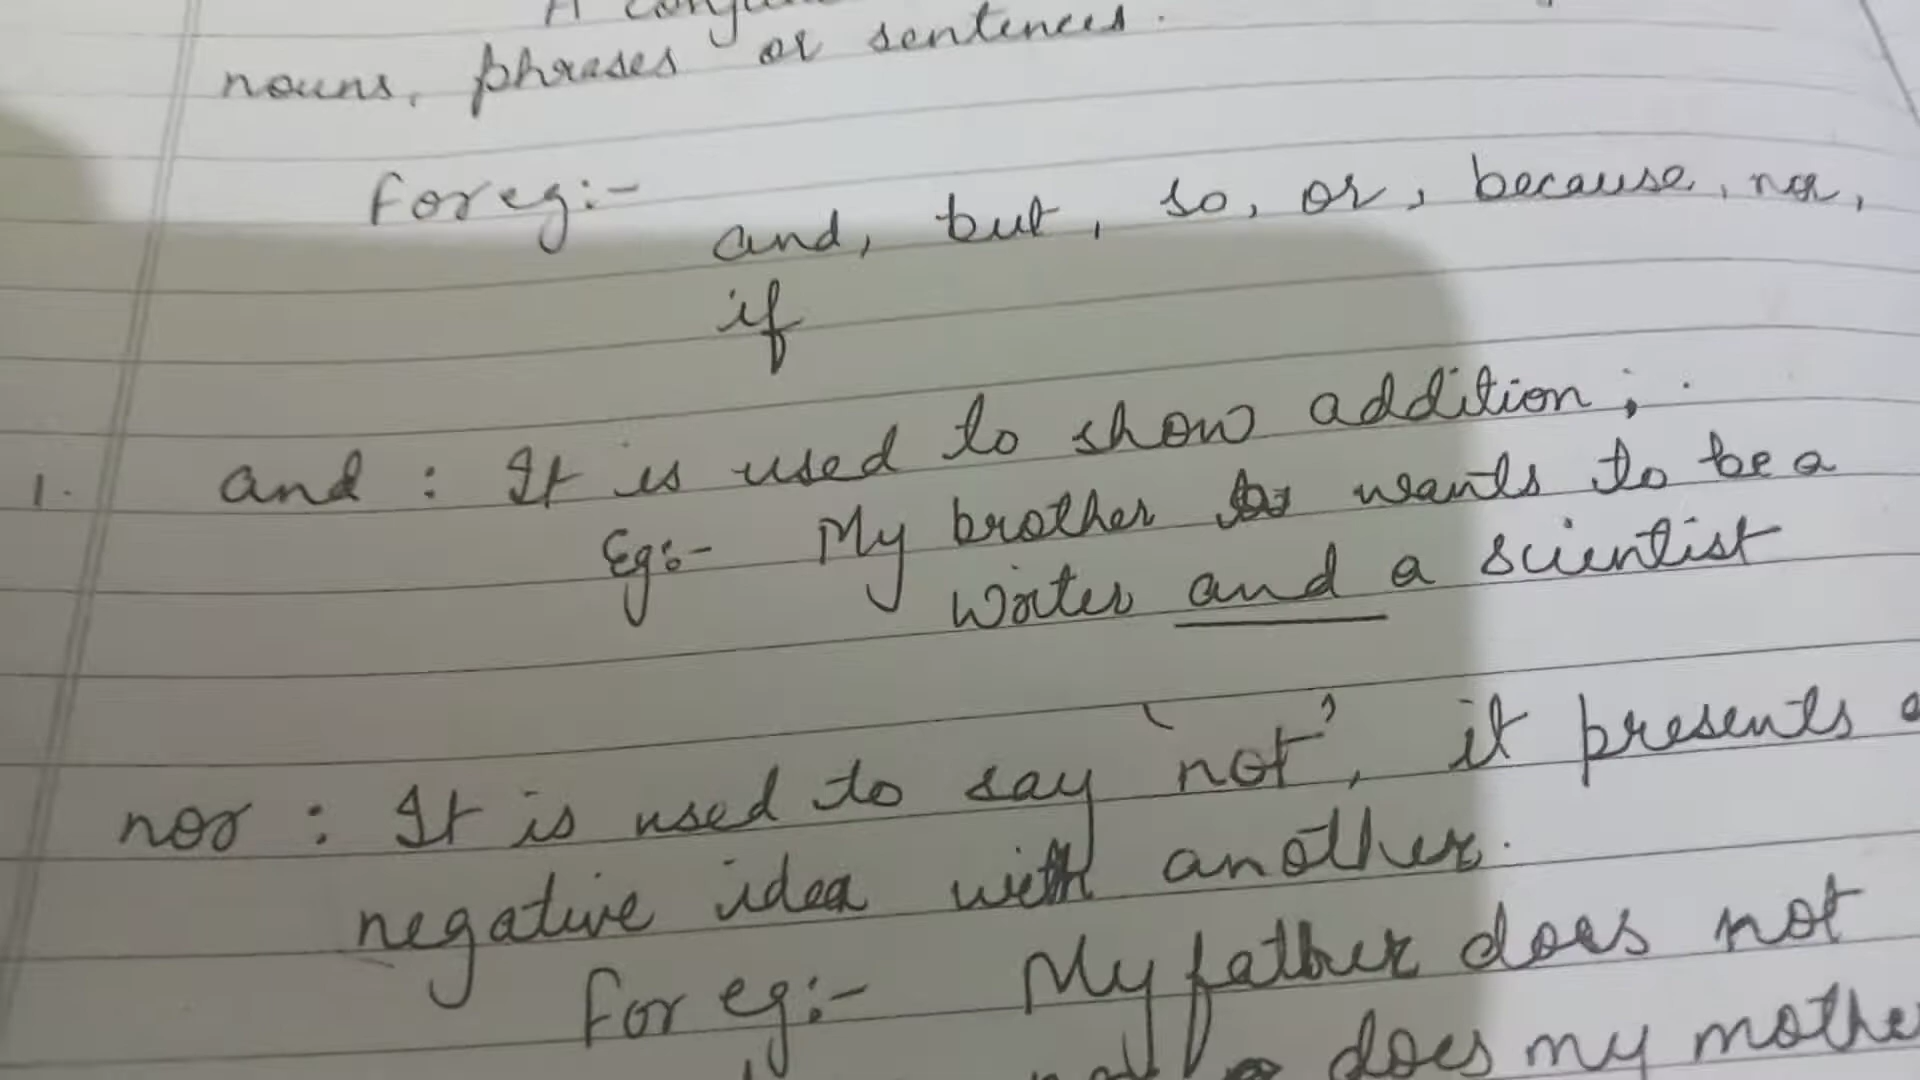 nouns, phrases or sentences.
For eg:-
and, but, so, or, because, nor,
if
1. and : It is used to show addition;.
Eg:- My brother wants to be a
writer and a scientist
nor : It is used to say 'not', it presents a
negative idea with another.
For eg:- My father does not
does my mothe